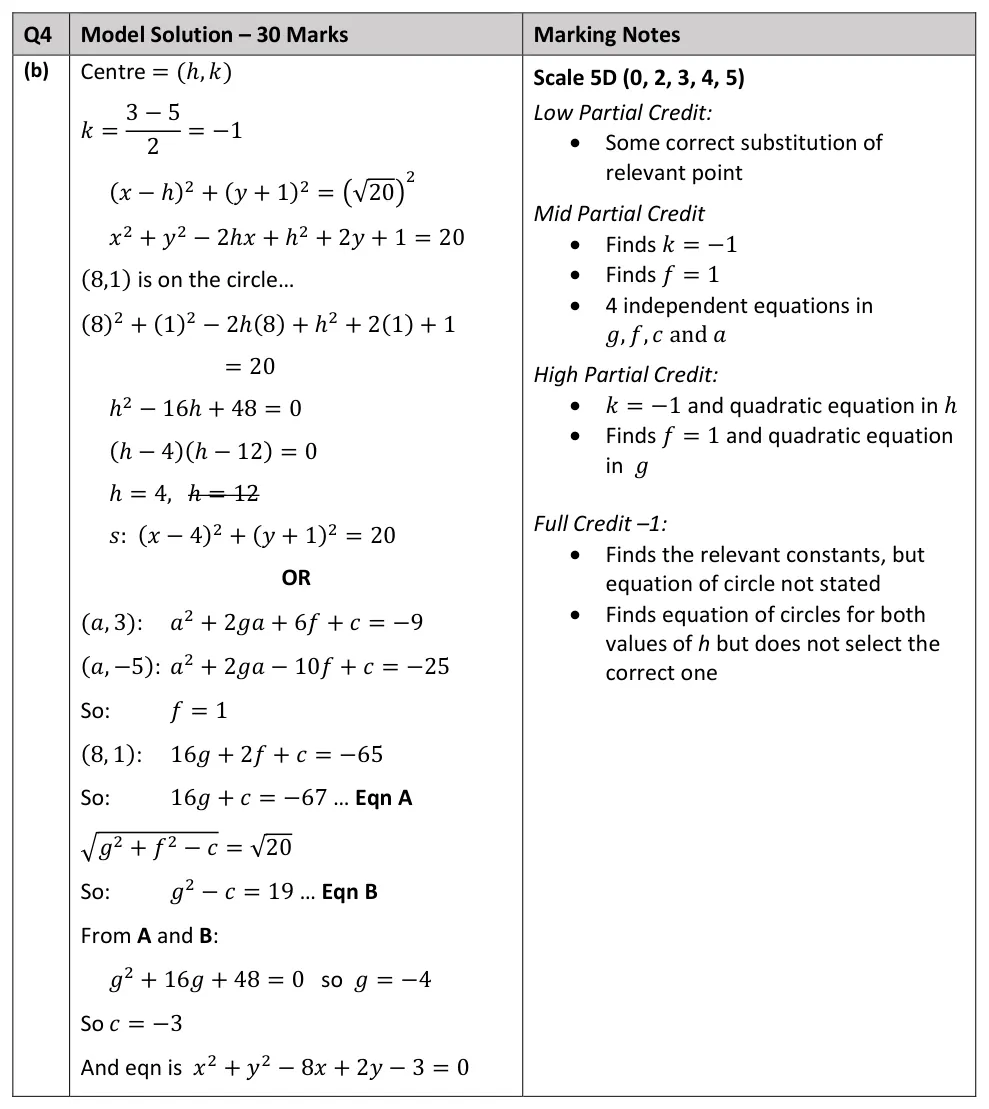 Q4 Model Solution – 30 Marks Marking Notes
(b) Centre = (h, k)
k = (3 − 5)/2 = −1
(x − h)² + (y + 1)² = (√20)²
x² + y² − 2hx + h² + 2y + 1 = 20
(8,1) is on the circle…
(8)² + (1)² − 2h(8) + h² + 2(1) + 1
= 20
h² − 16h + 48 = 0
(h − 4)(h − 12) = 0
h = 4, h = 12
s: (x − 4)² + (y + 1)² = 20
OR
(a, 3): a² + 2ga + 6f + c = −9
(a, −5): a² + 2ga − 10f + c = −25
So: f = 1
(8, 1): 16g + 2f + c = −65
So: 16g + c = −67 … Eqn A
√(g² + f² − c) = √20
So: g² − c = 19 … Eqn B
From A and B:
g² + 16g + 48 = 0 so g = −4
So c = −3
And eqn is x² + y² − 8x + 2y − 3 = 0
Scale 5D (0, 2, 3, 4, 5)
Low Partial Credit:
• Some correct substitution of
relevant point
Mid Partial Credit
• Finds k = −1
• Finds f = 1
• 4 independent equations in
g, f, c and a
High Partial Credit:
• k = −1 and quadratic equation in h
• Finds f = 1 and quadratic equation
in g
Full Credit –1:
• Finds the relevant constants, but
equation of circle not stated
• Finds equation of circles for both
values of h but does not select the
correct one